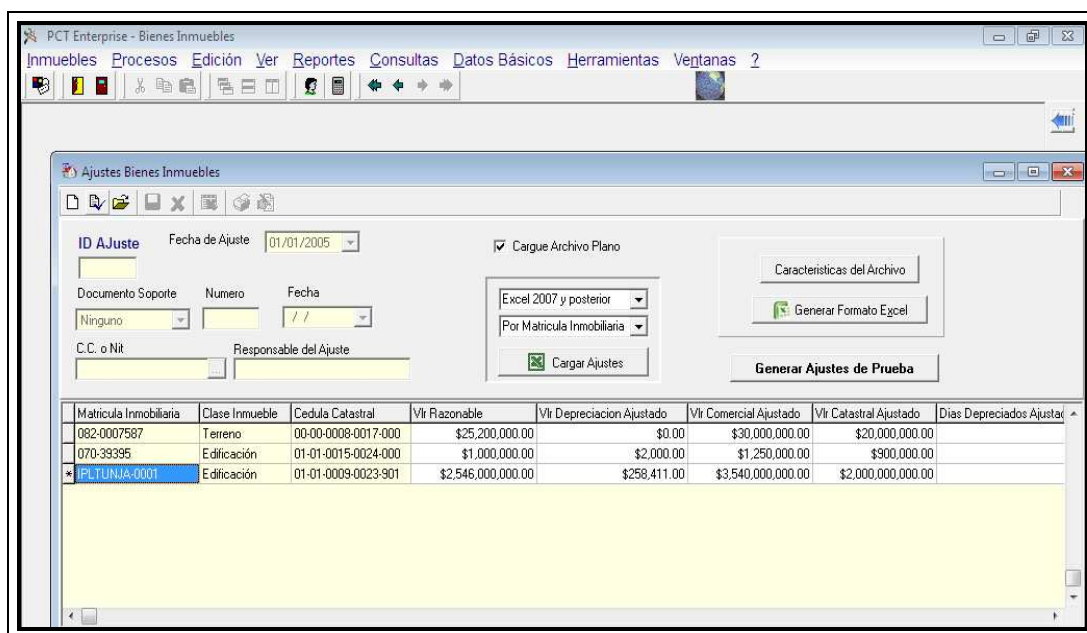 PCT Enterprise - Bienes Inmuebles
Inmuebles Procesos Edición Ver Reportes Consultas Datos Básicos Herramientas Ventanas ?
Ajustes Bienes Inmuebles
ID AJuste Fecha de Ajuste 01/01/2005
Cargue Archivo Plano
Caracteristicas del Archivo
Documento Soporte Numero Fecha
Excel 2007 y posterior
Generar Formato Excel
Ninguno / /
Por Matricula Inmobiliaria
C.C. o Nit Responsable del Ajuste
... Cargar Ajustes
Generar Ajustes de Prueba
Matricula Inmobiliaria Clase Inmueble Cedula Catastral Vlr Razonable Vlr Depreciacion Ajustado Vlr Comercial Ajustado Vlr Catastral Ajustado Dias Depreciados Ajustad
082-0007587 Terreno 00-00-0008-0017-000 $25,200,000.00 $0.00 $30,000,000.00 $20,000,000.00
070-39395 Edificación 01-01-0015-0024-000 $1,000,000.00 $2,000.00 $1,250,000.00 $900,000.00
* IPLTUNJA-0001 Edificación 01-01-0009-0023-901 $2,546,000,000.00 $258,411.00 $3,540,000,000.00 $2,000,000,000.00